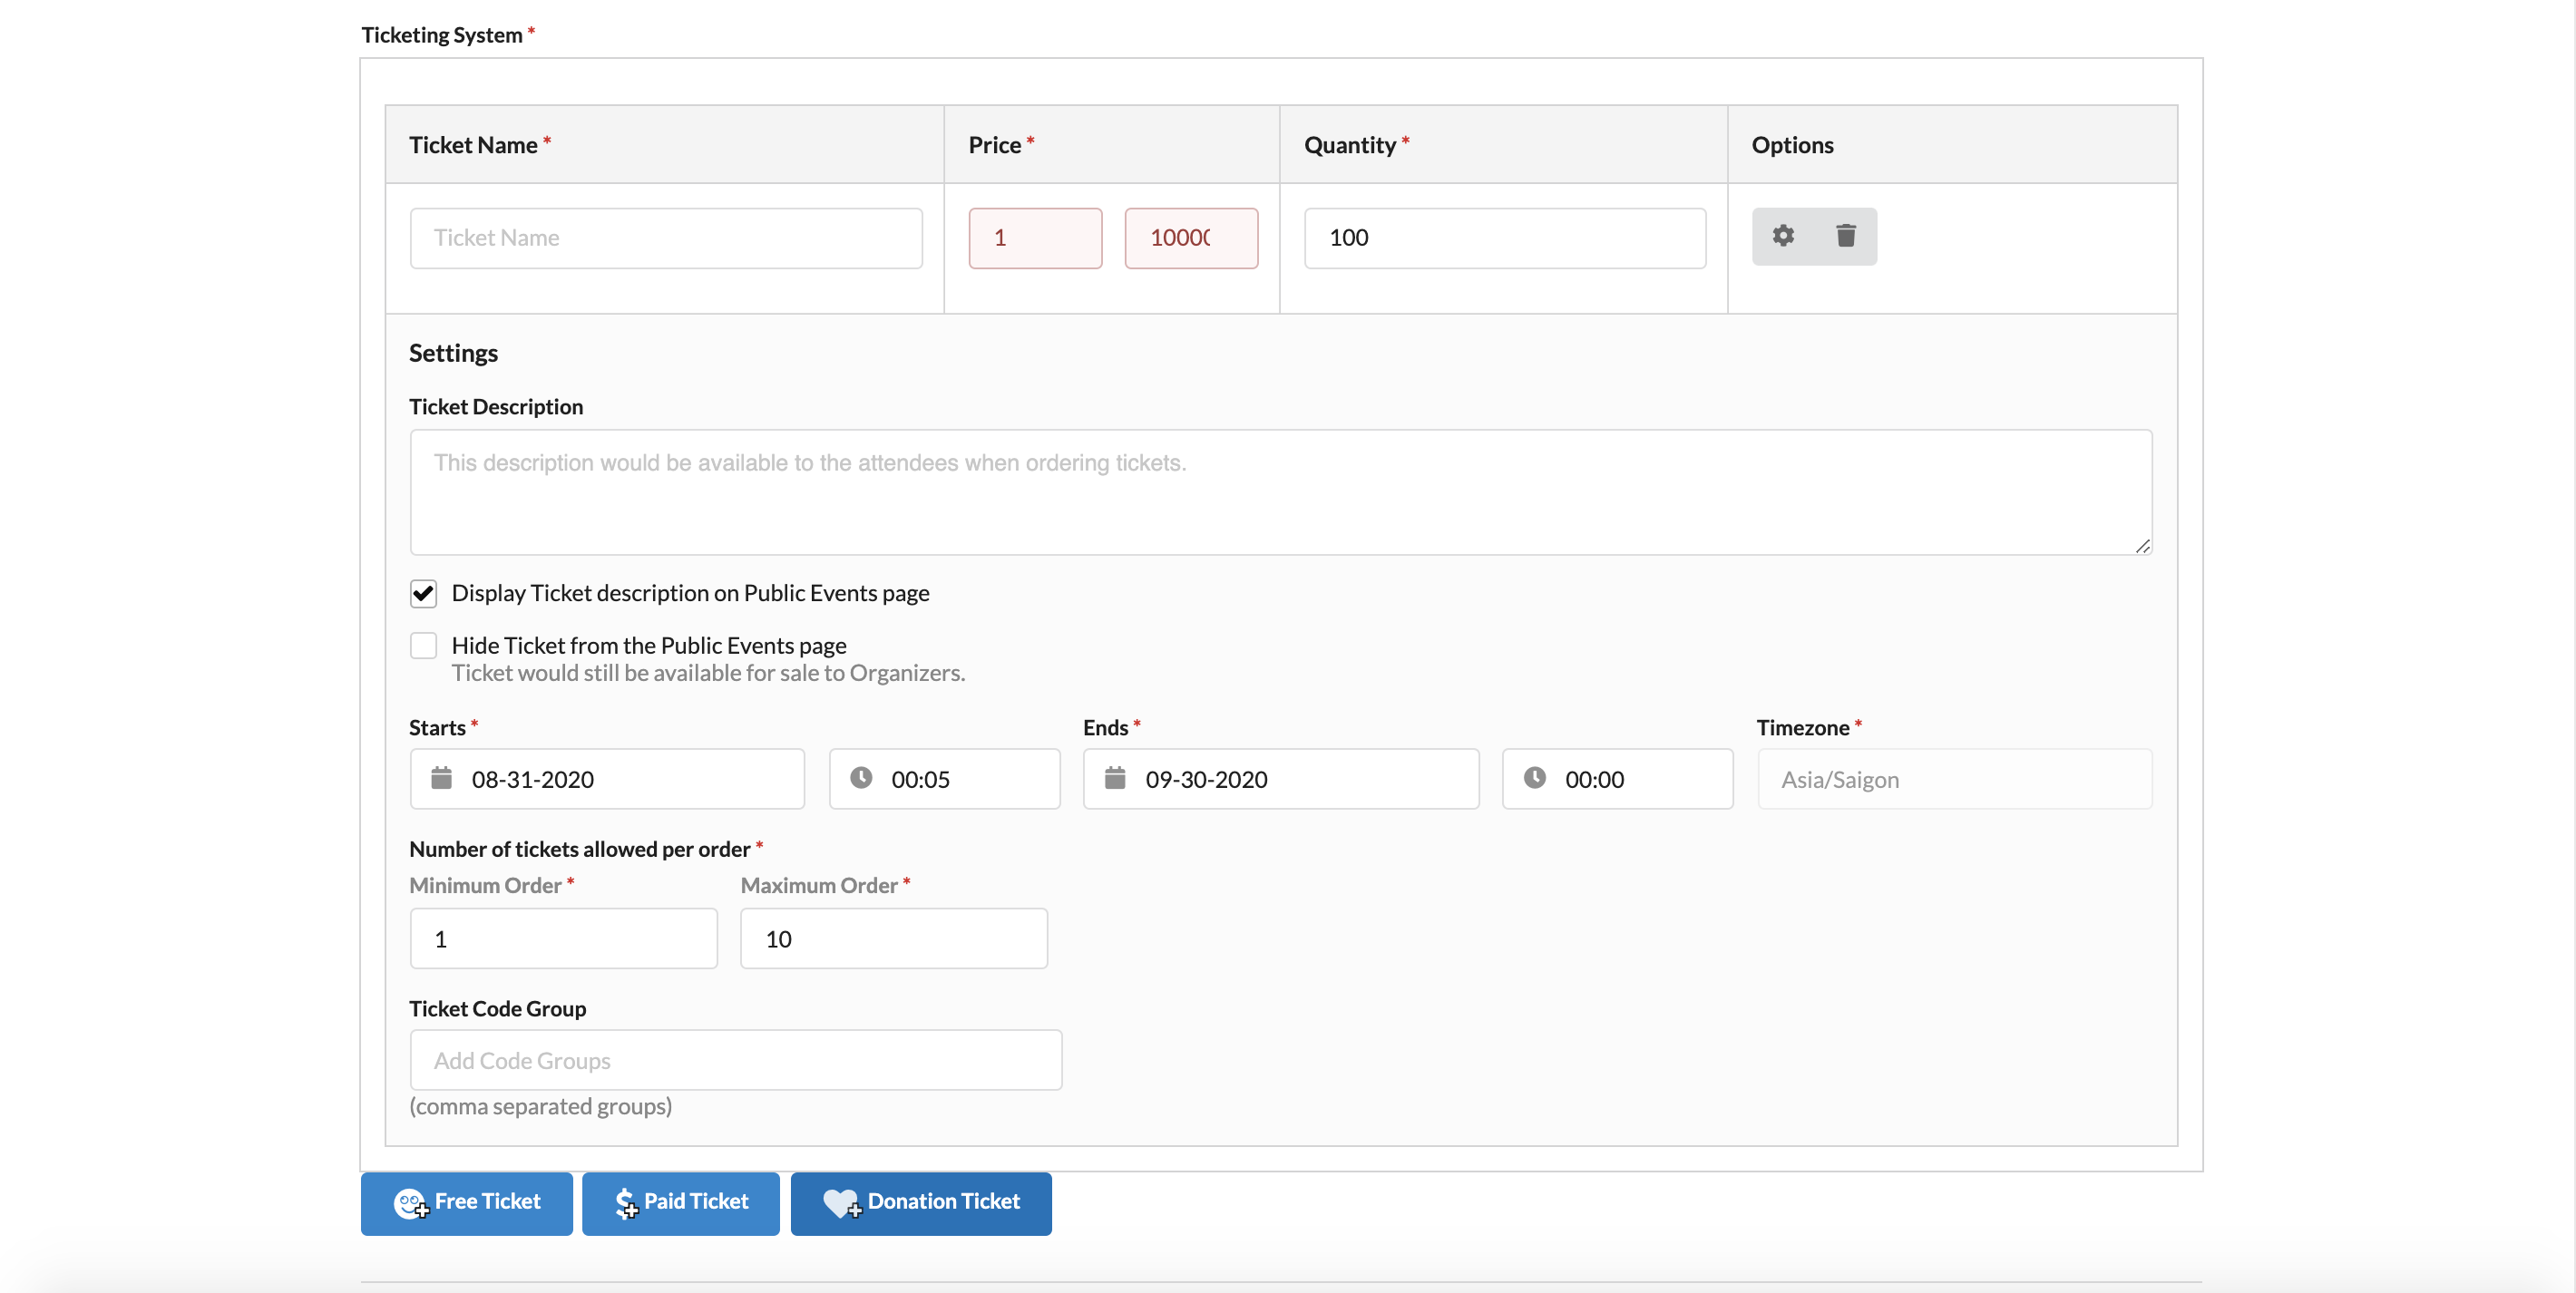 Ticketing System *
Ticket Name * Price * Quantity * Options
Ticket Name 1 10000 100
Settings
Ticket Description
This description would be available to the attendees when ordering tickets.
Display Ticket description on Public Events page
Hide Ticket from the Public Events page
Ticket would still be available for sale to Organizers.
Starts * Ends * Timezone *
08-31-2020 00:05 09-30-2020 00:00 Asia/Saigon
Number of tickets allowed per order *
Minimum Order * Maximum Order *
1 10
Ticket Code Group
Add Code Groups
(comma separated groups)
Free Ticket Paid Ticket Donation Ticket